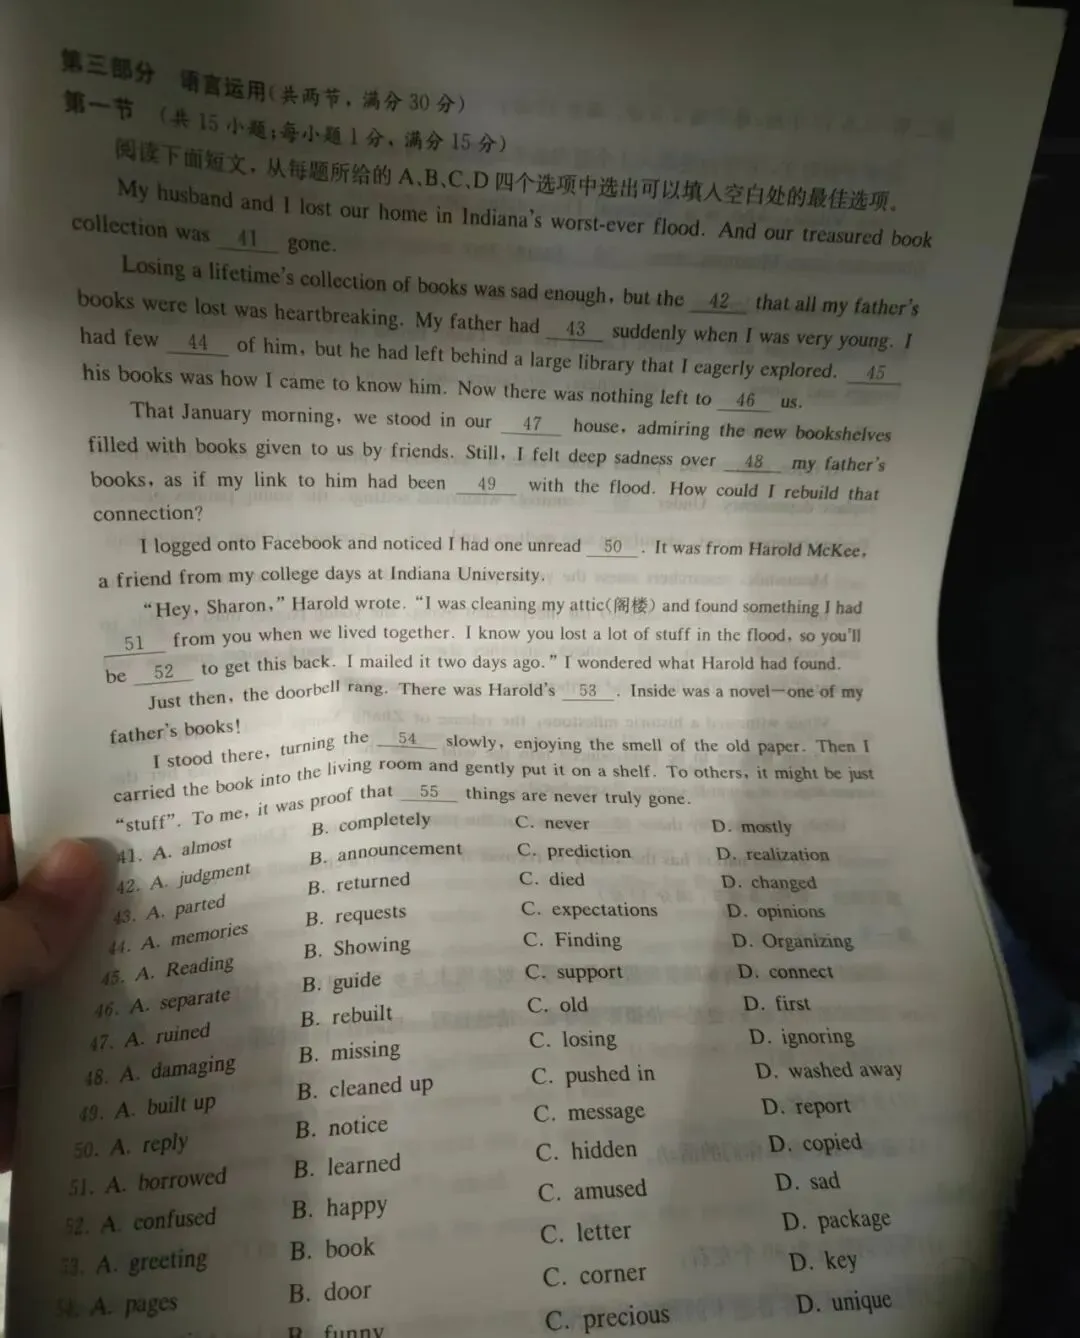 第三部分 语言运用(共两节,满分30分)
第一节 (共15小题;每小题1分,满分15分)
阅读下面短文,从每题所给的A、B、C、D四个选项中选出可以填入空白处的最佳选项。
My husband and I lost our home in Indiana's worst-ever flood. And our treasured book
collection was 41 gone.
Losing a lifetime's collection of books was sad enough, but the 42 that all my father's
books were lost was heartbreaking. My father had 43 suddenly when I was very young. I
had few 44 of him, but he had left behind a large library that I eagerly explored. 45
his books was how I came to know him. Now there was nothing left to 46 us.
That January morning, we stood in our 47 house, admiring the new bookshelves
filled with books given to us by friends. Still, I felt deep sadness over 48 my father's
books, as if my link to him had been 49 with the flood. How could I rebuild that
connection?
I logged onto Facebook and noticed I had one unread 50 . It was from Harold McKee,
a friend from my college days at Indiana University.
"Hey, Sharon," Harold wrote. "I was cleaning my attic(阁楼) and found something I had
51 from you when we lived together. I know you lost a lot of stuff in the flood, so you'll
be 52 to get this back. I mailed it two days ago." I wondered what Harold had found.
Just then, the doorbell rang. There was Harold's 53 . Inside was a novel—one of my
father's books!
I stood there, turning the 54 slowly, enjoying the smell of the old paper. Then I
carried the book into the living room and gently put it on a shelf. To others, it might be just
"stuff". To me, it was proof that 55 things are never truly gone.
41. A. almost B. completely C. never D. mostly
42. A. judgment B. announcement C. prediction D. realization
43. A. parted B. returned C. died D. changed
44. A. memories B. requests C. expectations D. opinions
45. A. Reading B. Showing C. Finding D. Organizing
46. A. separate B. guide C. support D. connect
47. A. ruined B. rebuilt C. old D. first
48. A. damaging B. missing C. losing D. ignoring
49. A. built up B. cleaned up C. pushed in D. washed away
50. A. reply B. notice C. message D. report
51. A. borrowed B. learned C. hidden D. copied
52. A. confused B. happy C. amused D. sad
53. A. greeting B. book C. letter D. package
54. A. pages B. door C. corner D. key
B. funny C. precious D. unique